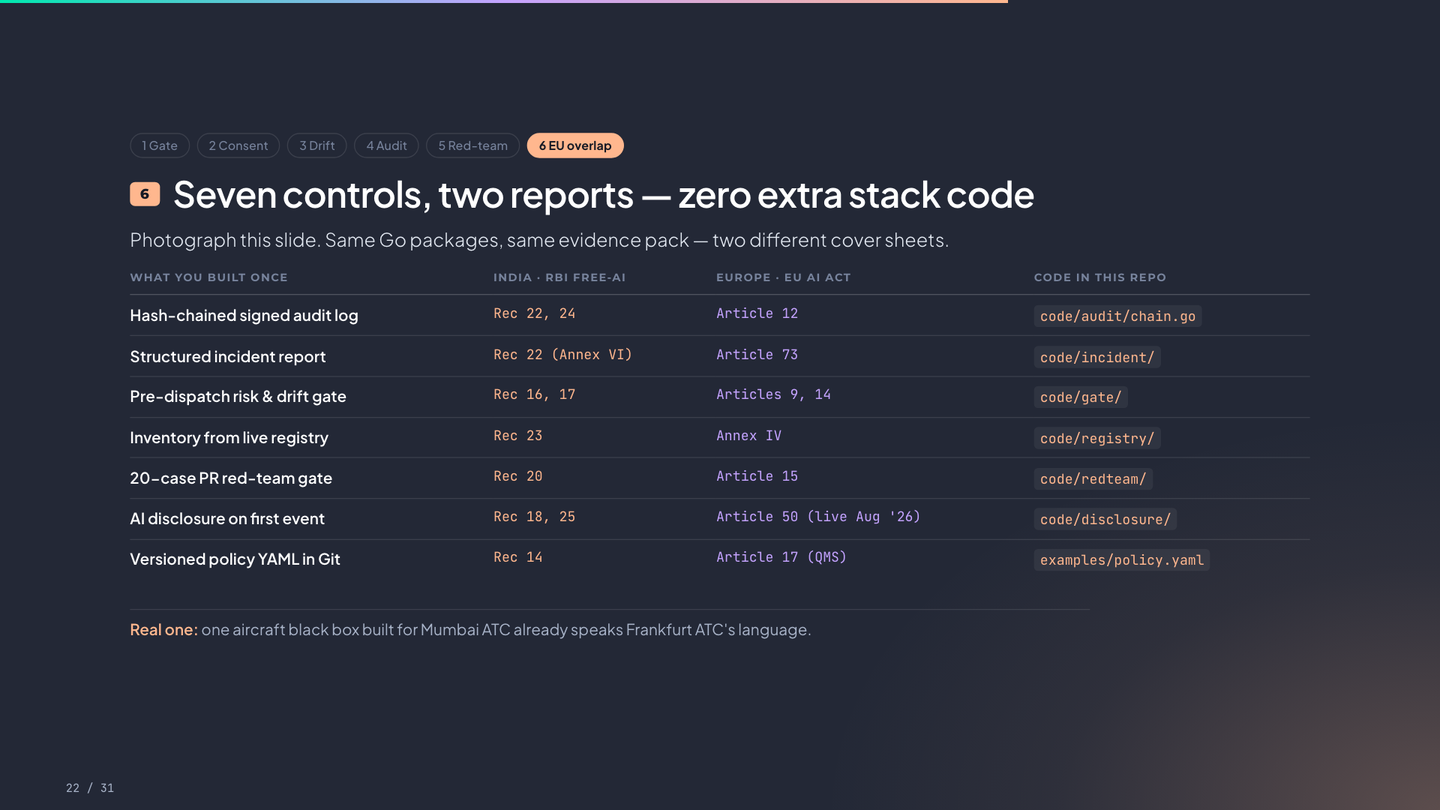 1 Gate 2 Consent 3 Drift 4 Audit 5 Red-team 6 EU overlap
6 Seven controls, two reports — zero extra stack code
Photograph this slide. Same Go packages, same evidence pack — two different cover sheets.
WHAT YOU BUILT ONCE INDIA · RBI FREE-AI EUROPE · EU AI ACT CODE IN THIS REPO
Hash-chained signed audit log Rec 22, 24 Article 12 code/audit/chain.go
Structured incident report Rec 22 (Annex VI) Article 73 code/incident/
Pre-dispatch risk & drift gate Rec 16, 17 Articles 9, 14 code/gate/
Inventory from live registry Rec 23 Annex IV code/registry/
20-case PR red-team gate Rec 20 Article 15 code/redteam/
AI disclosure on first event Rec 18, 25 Article 50 (live Aug '26) code/disclosure/
Versioned policy YAML in Git Rec 14 Article 17 (QMS) examples/policy.yaml
Real one: one aircraft black box built for Mumbai ATC already speaks Frankfurt ATC's language.
22 / 31